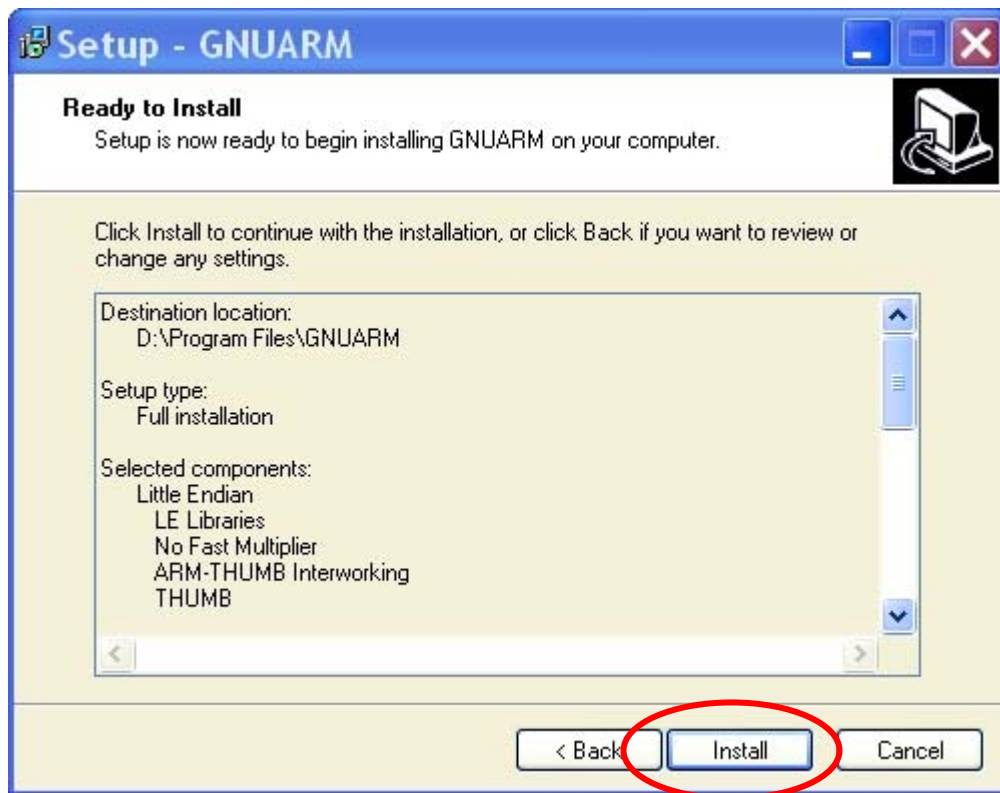 Setup - GNUARM
Ready to Install
Setup is now ready to begin installing GNUARM on your computer.
Click Install to continue with the installation, or click Back if you want to review or
change any settings.
Destination location:
D:\Program Files\GNUARM
Setup type:
Full installation
Selected components:
Little Endian
LE Libraries
No Fast Multiplier
ARM-THUMB Interworking
THUMB
< Back
Install
Cancel